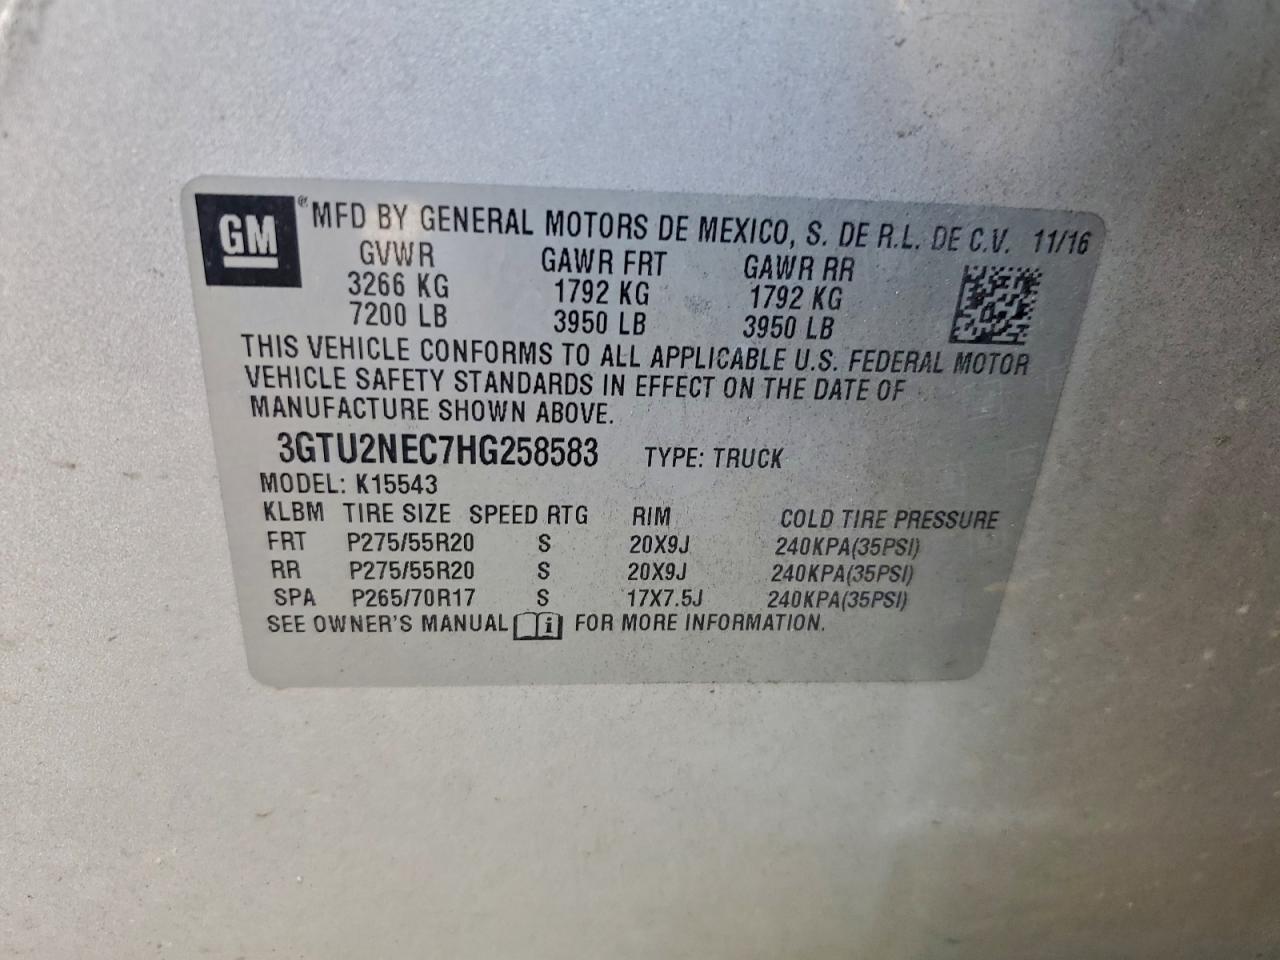 GM ® MFD BY GENERAL MOTORS DE MEXICO, S. DE R.L. DE C.V. 11/16
GVWR GAWR FRT GAWR RR
3266 KG 1792 KG 1792 KG
7200 LB 3950 LB 3950 LB
THIS VEHICLE CONFORMS TO ALL APPLICABLE U.S. FEDERAL MOTOR
VEHICLE SAFETY STANDARDS IN EFFECT ON THE DATE OF
MANUFACTURE SHOWN ABOVE.
3GTU2NEC7HG258583 TYPE: TRUCK
MODEL: K15543
KLBM TIRE SIZE SPEED RTG RIM COLD TIRE PRESSURE
FRT P275/55R20 S 20X9J 240KPA(35PSI)
RR P275/55R20 S 20X9J 240KPA(35PSI)
SPA P265/70R17 S 17X7.5J 240KPA(35PSI)
SEE OWNER'S MANUAL i FOR MORE INFORMATION.